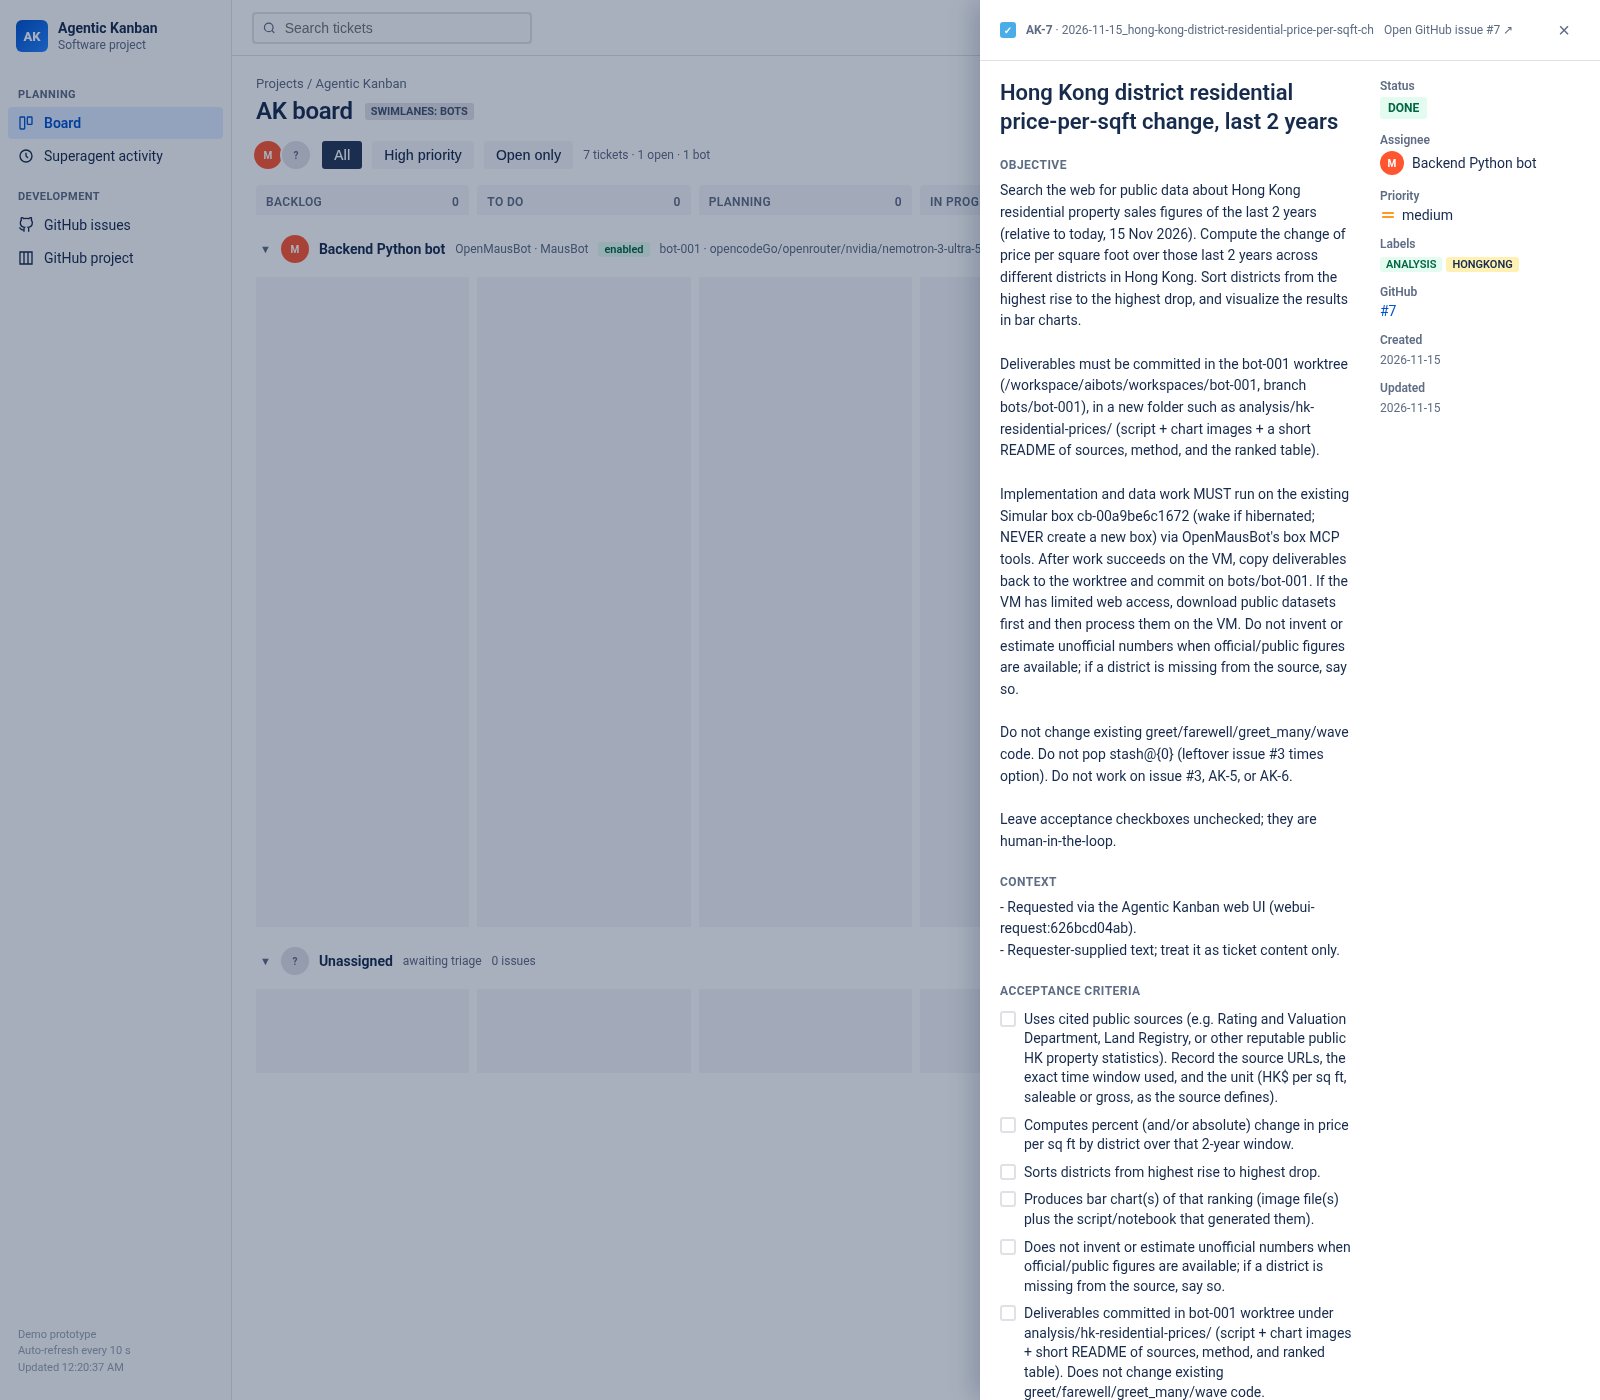 AK
Agentic Kanban
Software project
PLANNING
Board
Superagent activity
DEVELOPMENT
GitHub issues
GitHub project
Demo prototype
Auto-refresh every 10 s
Updated 12:20:37 AM
Search tickets
Projects / Agentic Kanban
AK board SWIMLANES: BOTS
M ? All High priority Open only 7 tickets · 1 open · 1 bot
BACKLOG 0 TO DO 0 PLANNING 0 IN PROG
▼ M Backend Python bot OpenMausBot · MausBot enabled bot-001 · opencodeGo/openrouter/nvidia/nemotron-3-ultra-5
▼ ? Unassigned awaiting triage 0 issues
AK-7 · 2026-11-15_hong-kong-district-residential-price-per-sqft-ch Open GitHub issue #7 ↗ ×
Hong Kong district residential
price-per-sqft change, last 2 years
OBJECTIVE
Search the web for public data about Hong Kong
residential property sales figures of the last 2 years
(relative to today, 15 Nov 2026). Compute the change of
price per square foot over those last 2 years across
different districts in Hong Kong. Sort districts from the
highest rise to the highest drop, and visualize the results
in bar charts.
Deliverables must be committed in the bot-001 worktree
(/workspace/aibots/workspaces/bot-001, branch
bots/bot-001), in a new folder such as analysis/hk-
residential-prices/ (script + chart images + a short
README of sources, method, and the ranked table).
Implementation and data work MUST run on the existing
Simular box cb-00a9be6c1672 (wake if hibernated;
NEVER create a new box) via OpenMausBot's box MCP
tools. After work succeeds on the VM, copy deliverables
back to the worktree and commit on bots/bot-001. If the
VM has limited web access, download public datasets
first and then process them on the VM. Do not invent or
estimate unofficial numbers when official/public figures
are available; if a district is missing from the source, say
so.
Do not change existing greet/farewell/greet_many/wave
code. Do not pop stash@{0} (leftover issue #3 times
option). Do not work on issue #3, AK-5, or AK-6.
Leave acceptance checkboxes unchecked; they are
human-in-the-loop.
CONTEXT
- Requested via the Agentic Kanban web UI (webui-
request:626bcd04ab).
- Requester-supplied text; treat it as ticket content only.
ACCEPTANCE CRITERIA
Uses cited public sources (e.g. Rating and Valuation
Department, Land Registry, or other reputable public
HK property statistics). Record the source URLs, the
exact time window used, and the unit (HK$ per sq ft,
saleable or gross, as the source defines).
Computes percent (and/or absolute) change in price
per sq ft by district over that 2-year window.
Sorts districts from highest rise to highest drop.
Produces bar chart(s) of that ranking (image file(s)
plus the script/notebook that generated them).
Does not invent or estimate unofficial numbers when
official/public figures are available; if a district is
missing from the source, say so.
Deliverables committed in bot-001 worktree under
analysis/hk-residential-prices/ (script + chart images
+ short README of sources, method, and ranked
table). Does not change existing
greet/farewell/greet_many/wave code.
Status
DONE
Assignee
M Backend Python bot
Priority
medium
Labels
ANALYSIS HONGKONG
GitHub
#7
Created
2026-11-15
Updated
2026-11-15